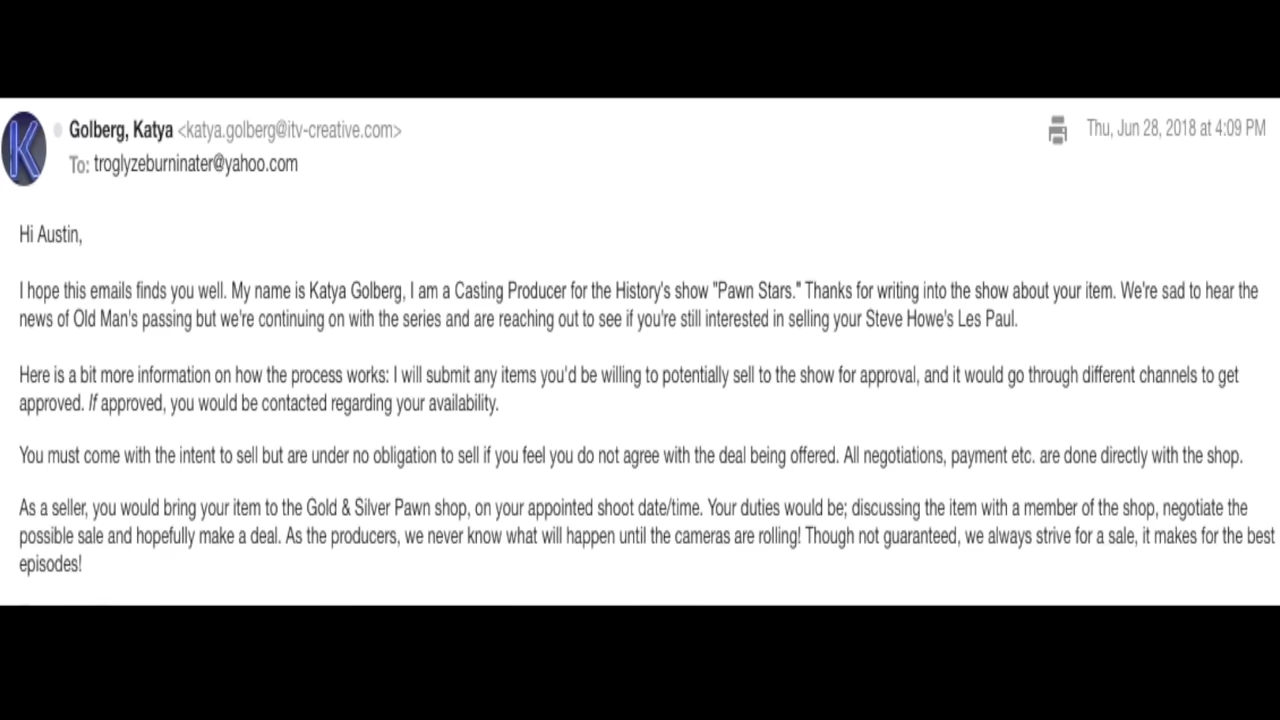 K
Golberg, Katya <katya.golberg@itv-creative.com>
Thu, Jun 28, 2018 at 4:09 PM
To: troglyzeburninater@yahoo.com
Hi Austin,
I hope this emails finds you well. My name is Katya Golberg, I am a Casting Producer for the History's show "Pawn Stars." Thanks for writing into the show about your item. We're sad to hear the
news of Old Man's passing but we're continuing on with the series and are reaching out to see if you're still interested in selling your Steve Howe's Les Paul.
Here is a bit more information on how the process works: I will submit any items you'd be willing to potentially sell to the show for approval, and it would go through different channels to get
approved. If approved, you would be contacted regarding your availability.
You must come with the intent to sell but are under no obligation to sell if you feel you do not agree with the deal being offered. All negotiations, payment etc. are done directly with the shop.
As a seller, you would bring your item to the Gold & Silver Pawn shop, on your appointed shoot date/time. Your duties would be; discussing the item with a member of the shop, negotiate the
possible sale and hopefully make a deal. As the producers, we never know what will happen until the cameras are rolling! Though not guaranteed, we always strive for a sale, it makes for the best
episodes!